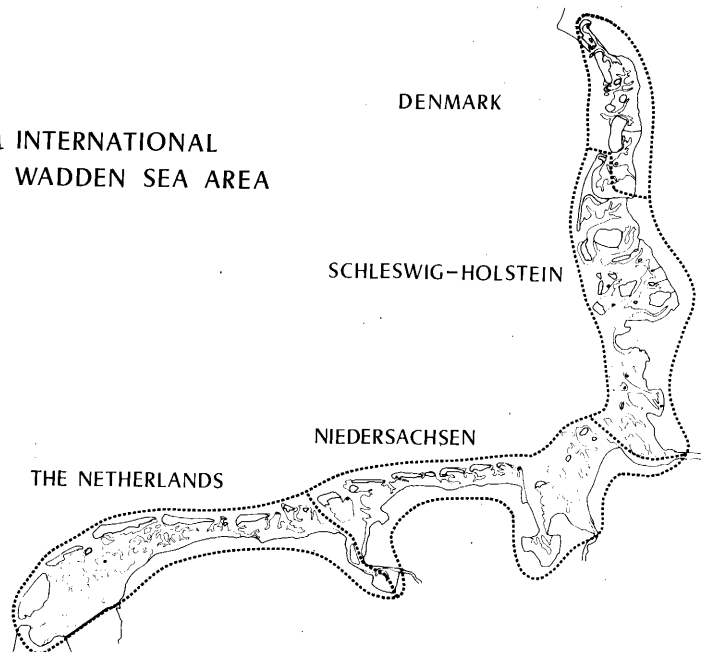 INTERNATIONAL
WADDEN SEA AREA
DENMARK
SCHLESWIG–HOLSTEIN
NIEDERSACHSEN
THE NETHERLANDS